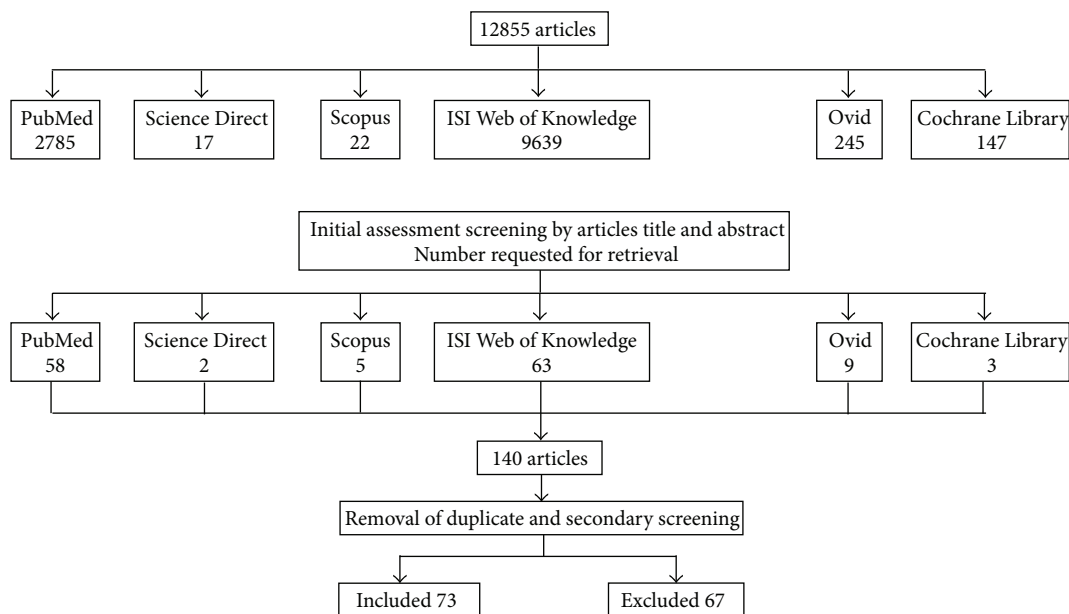 12855 articles
PubMed
2785
Science Direct
17
Scopus
22
ISI Web of Knowledge
9639
Ovid
245
Cochrane Library
147
Initial assessment screening by articles title and abstract
Number requested for retrieval
PubMed
58
Science Direct
2
Scopus
5
ISI Web of Knowledge
63
Ovid
9
Cochrane Library
3
140 articles
Removal of duplicate and secondary screening
Included 73
Excluded 67